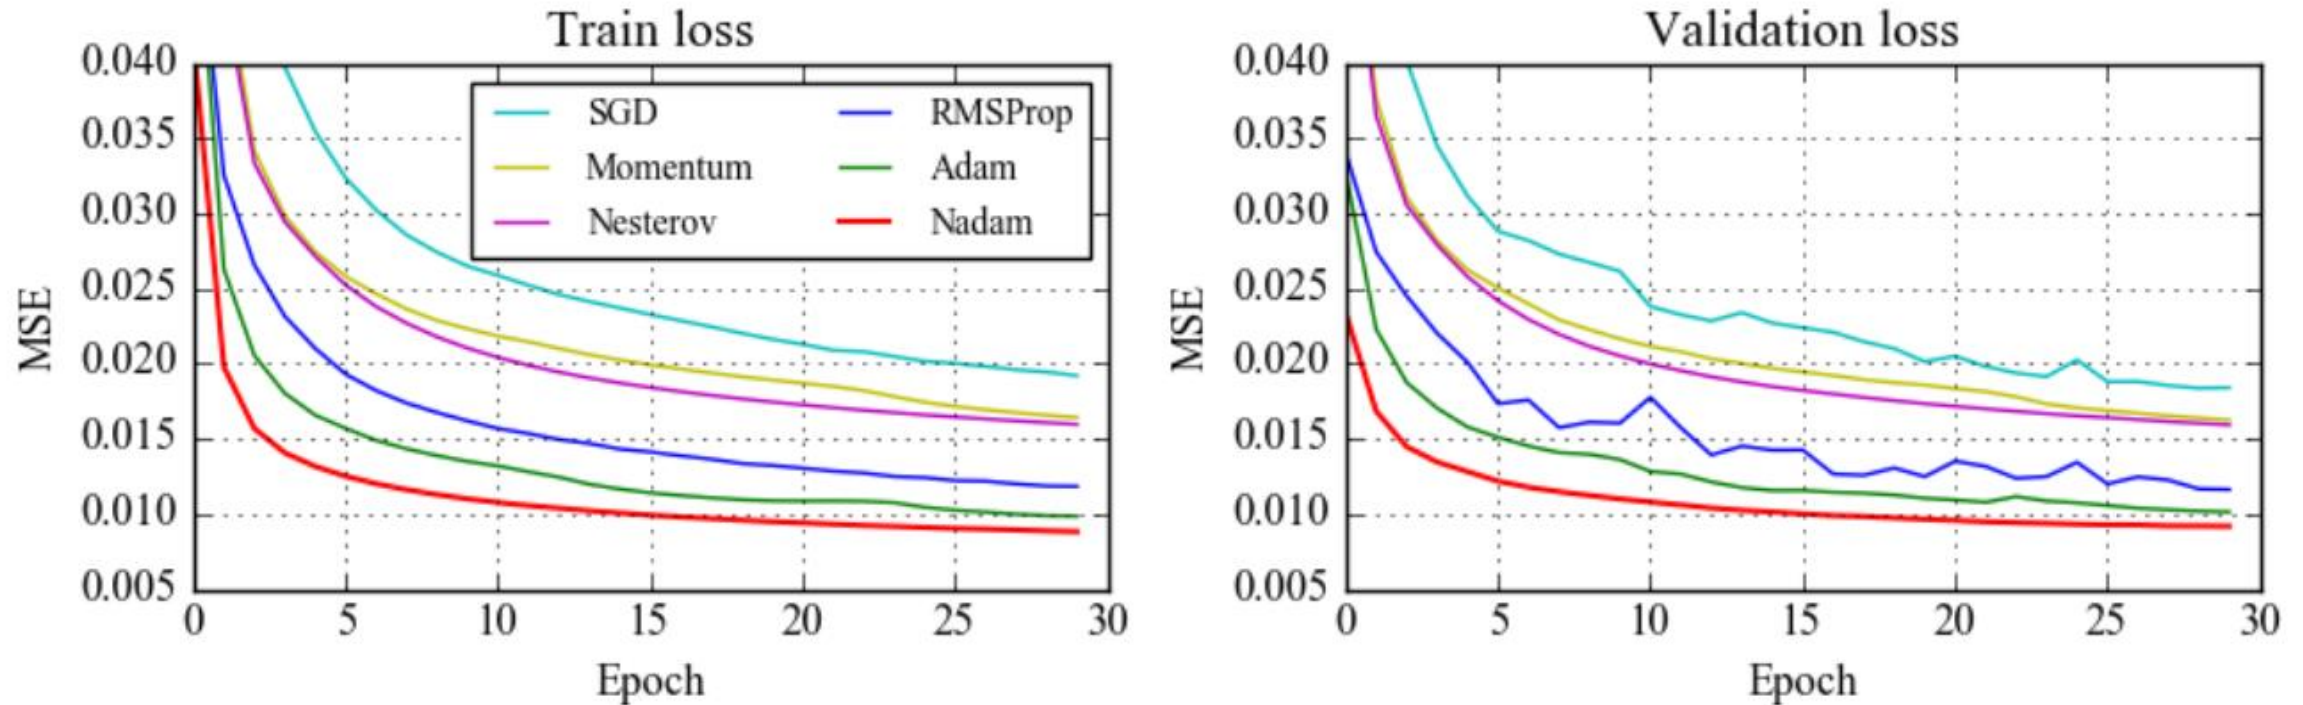 Train loss
0.040
0.035
0.030
0.025
0.020
0.015
0.010
0.005
MSE
SGD RMSProp
Momentum Adam
Nesterov Nadam
0 5 10 15 20 25 30
Epoch
Validation loss
0.040
0.035
0.030
0.025
0.020
0.015
0.010
0.005
MSE
0 5 10 15 20 25 30
Epoch